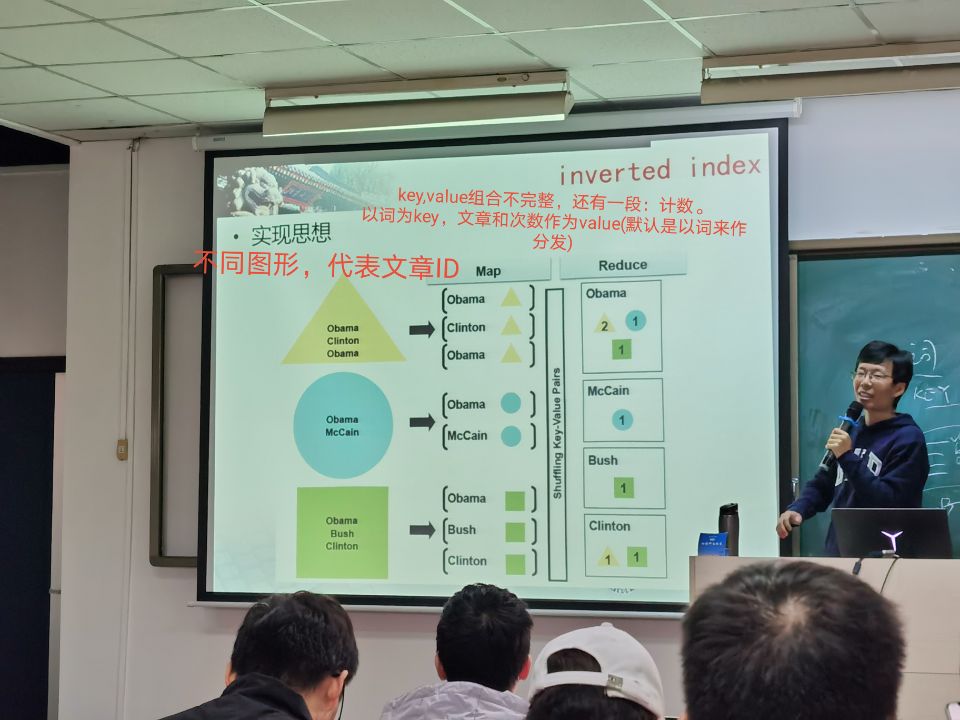 inverted index
key,value组合不完整，还有一段：计数。
以词为key，文章和次数作为value(默认是以词来作
分发)
• 实现思想
不同图形，代表文章ID
Map
Reduce
Obama
Clinton
Obama
Obama
Clinton
Obama
Obama
McCain
Obama
McCain
Obama
Bush
Clinton
Obama
Bush
Clinton
Shuffling Key-Value Pairs
Obama
2
1
1
McCain
1
Bush
1
Clinton
1
1
词
KEY